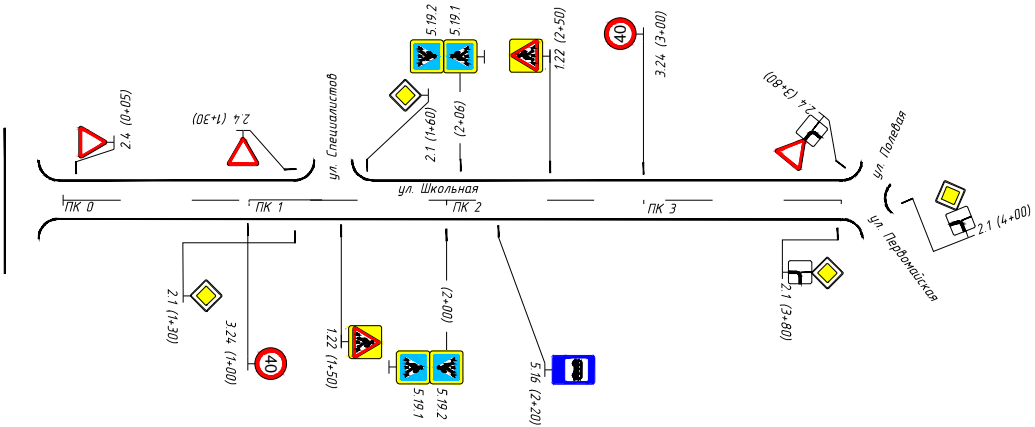 5.19.2
5.19.1
1.22 (2+50)
40
3.24 (3+00)
2.4 (0+05)
2.4 (1+30)
ул. Специалистов
2.1 (1+60)
(2+06)
2.4 (3+80)
ул. Полевая
ул. Школьная
ПК 0
ПК 1
ПК 2
ПК 3
ул. Первомайская
2.1 (4+00)
2.1 (1+30)
3.24 (1+00)
40
1.22 (1+50)
(2+00)
5.19.1
5.19.2
5.16 (2+20)
2.1 (3+80)